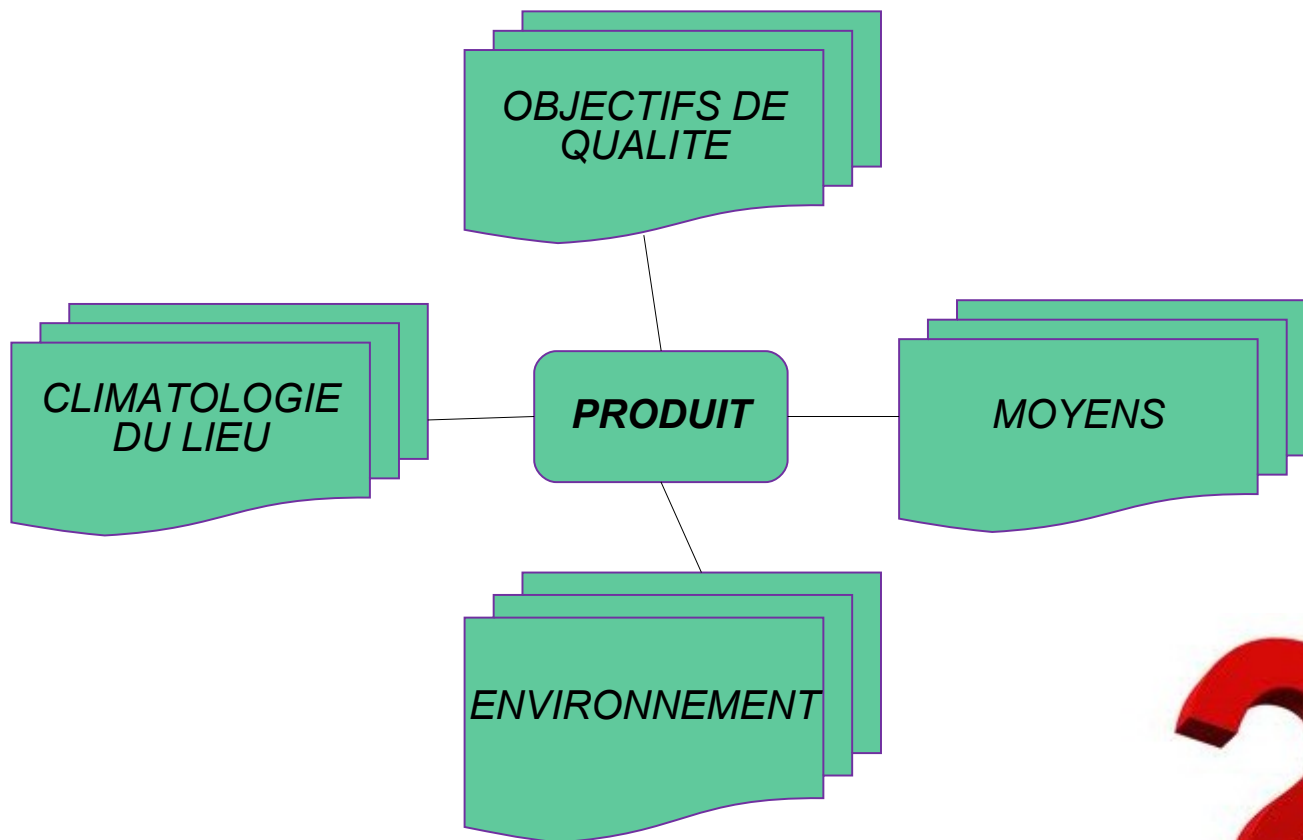 OBJECTIFS DE
QUALITE
CLIMATOLOGIE
DU LIEU
PRODUIT
MOYENS
ENVIRONNEMENT
?